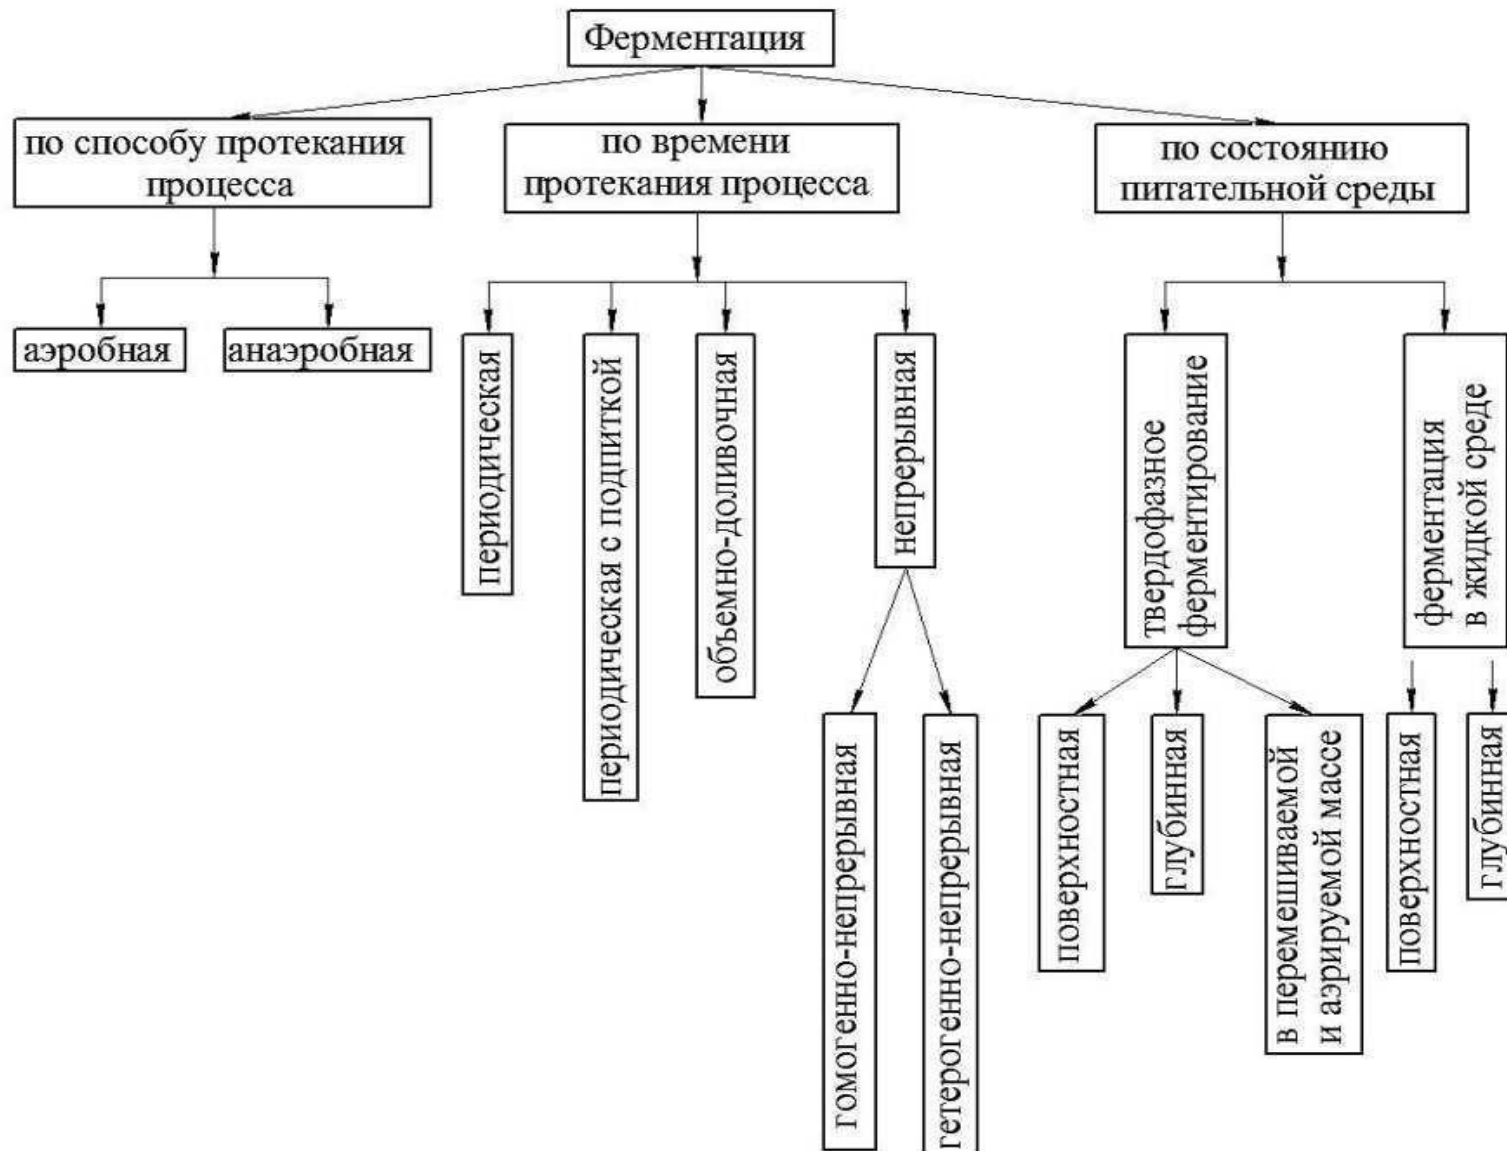 Ферментация
по способу протекания
процесса
по времени
протекания процесса
по состоянию
питательной среды
аэробная
анаэробная
периодическая
периодическая с подпиткой
объемно-доливочная
непрерывная
твердофазное
ферментирование
ферментация
в жидкой среде
гомогенно-непрерывная
гетерогенно-непрерывная
поверхностная
глубинная
в перемешиваемой
и аэрируемой массе
поверхностная
глубинная